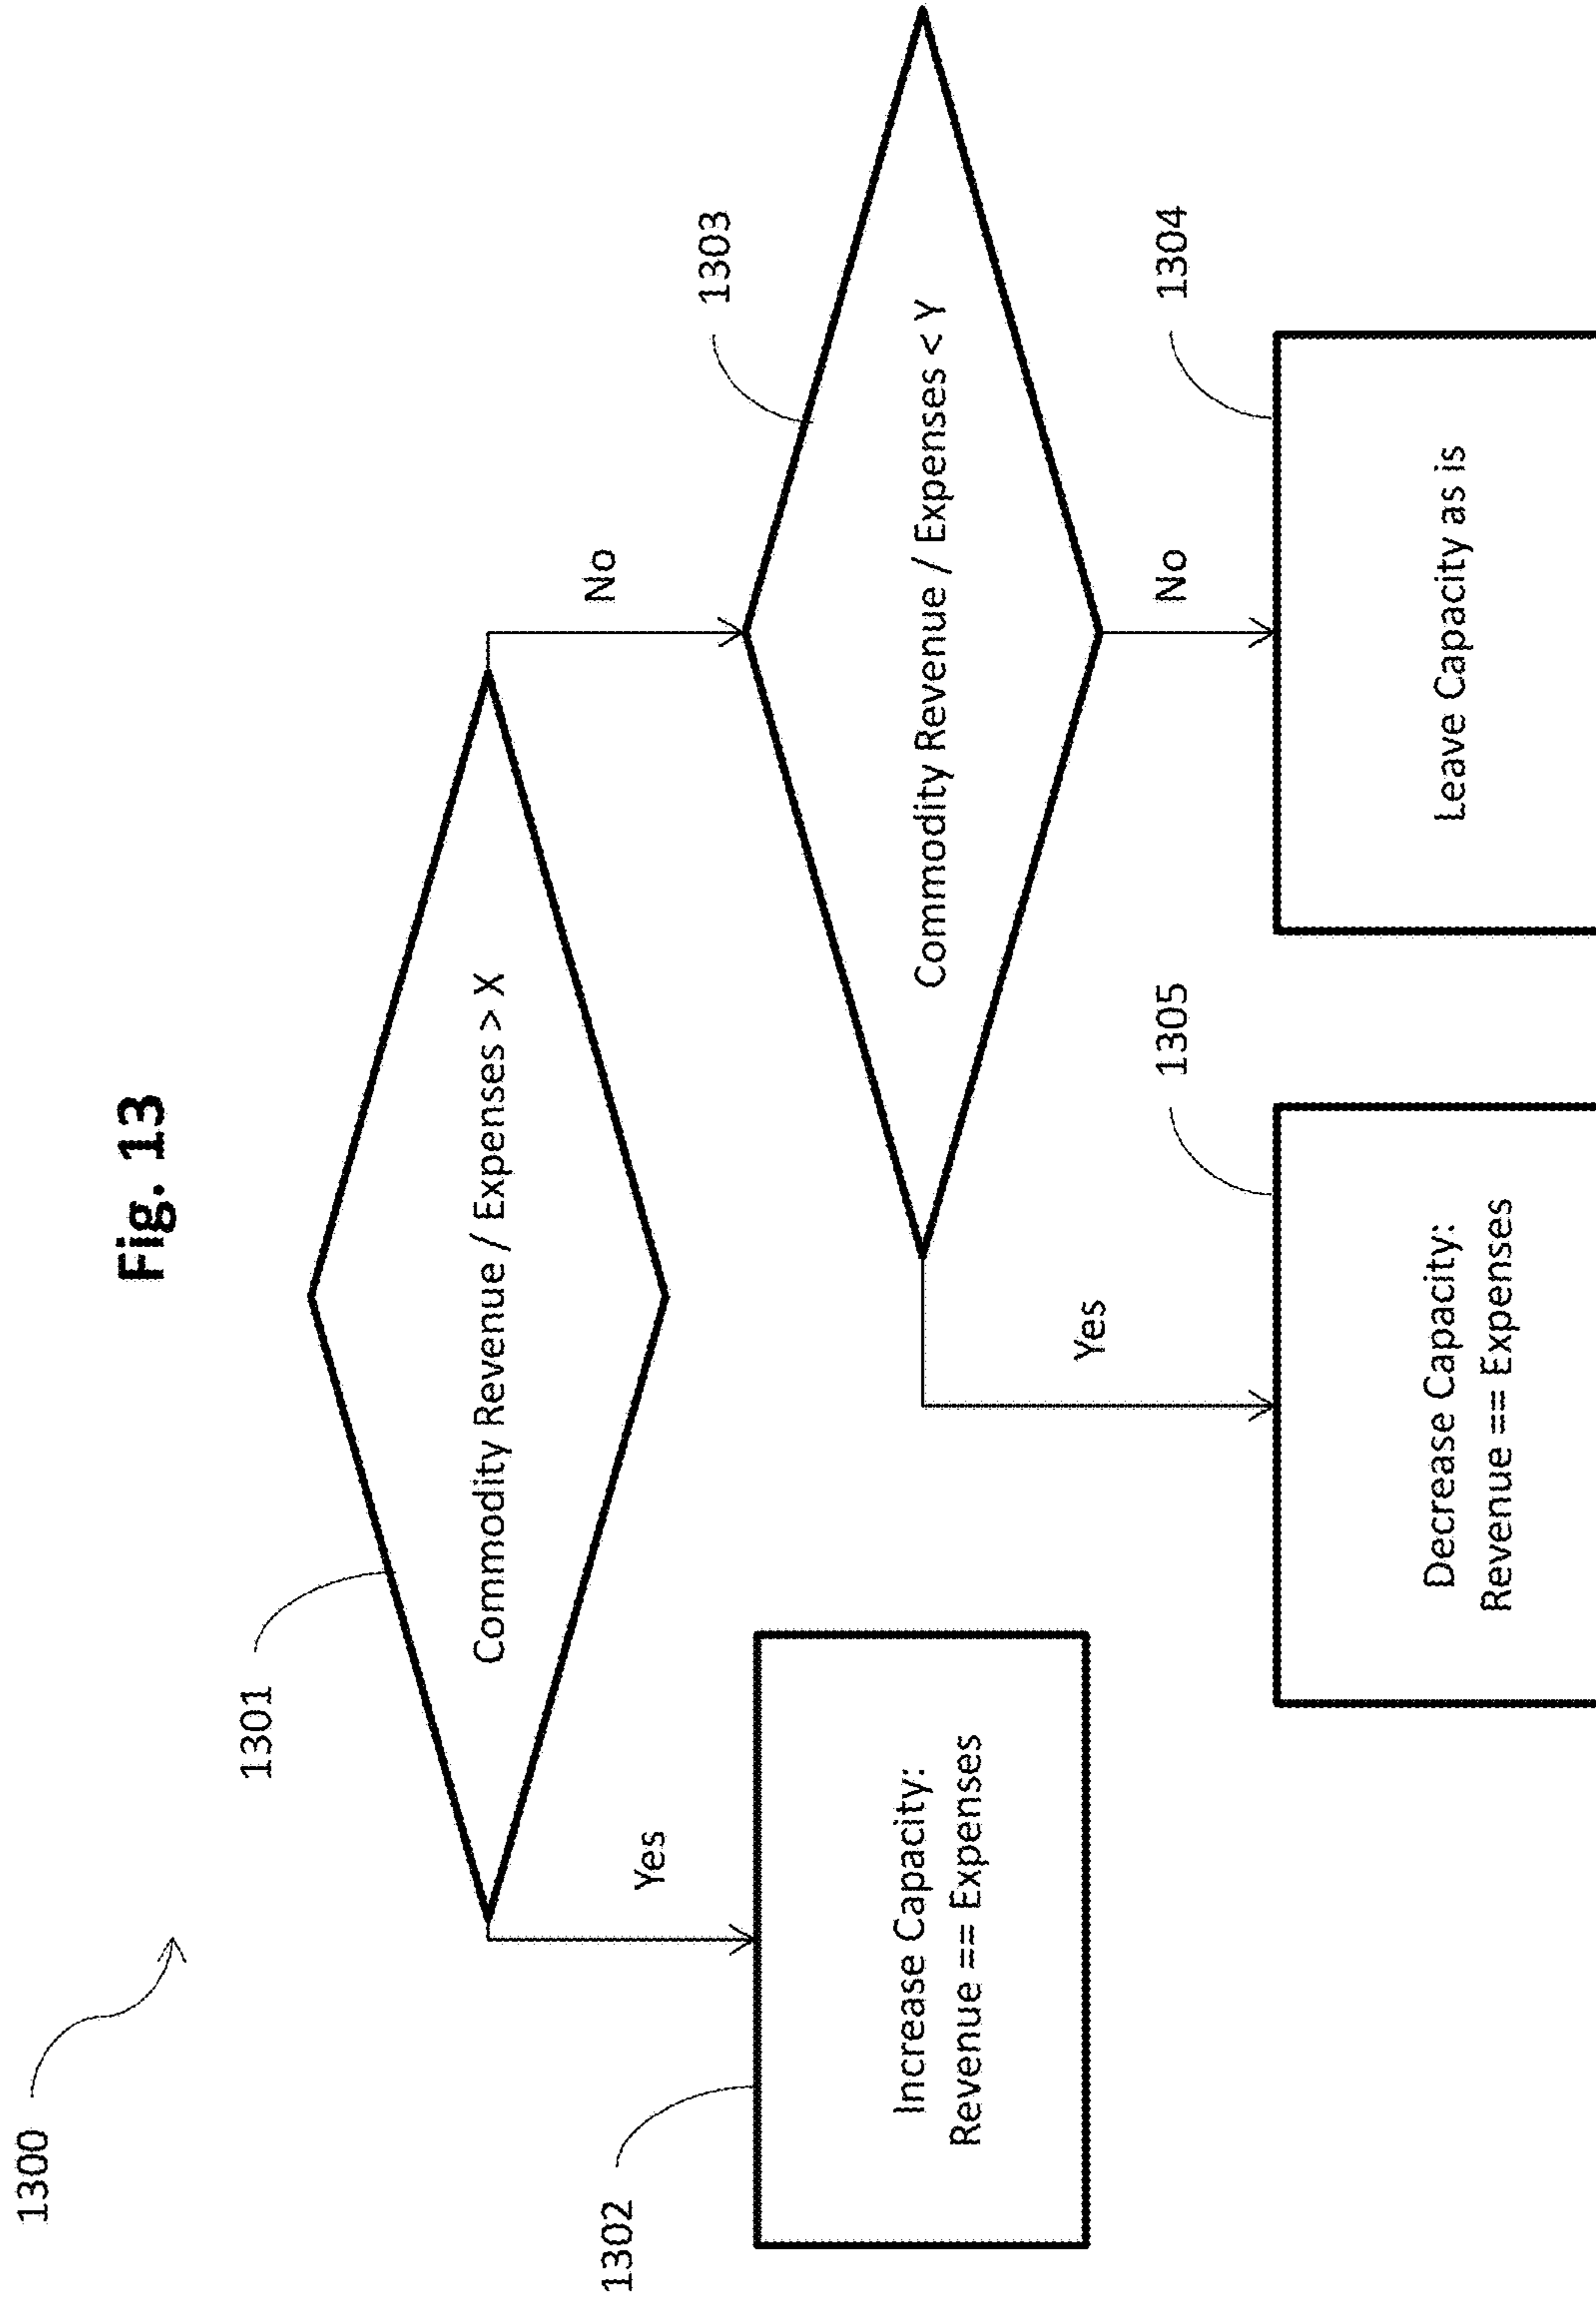 Fig. 13
1300
1301
Commodity Revenue / Expenses > X
Yes
No
1302
Increase Capacity:
Revenue == Expenses
1303
Commodity Revenue / Expenses < Y
Yes
No
1305
Decrease Capacity:
Revenue == Expenses
1304
Leave Capacity as is